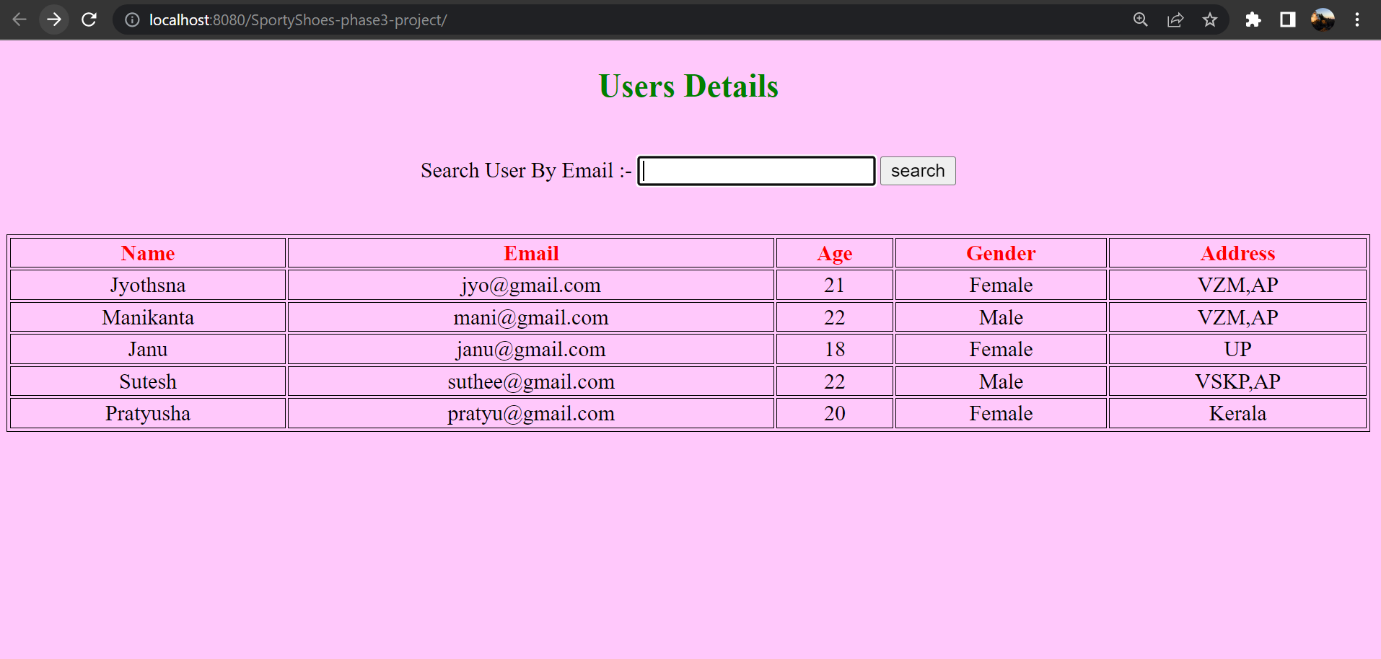 localhost:8080/SportyShoes-phase3-project/
Users Details
Search User By Email :- search
Name Email Age Gender Address
Jyothsna jyo@gmail.com 21 Female VZM,AP
Manikanta mani@gmail.com 22 Male VZM,AP
Janu janu@gmail.com 18 Female UP
Sutesh suthee@gmail.com 22 Male VSKP,AP
Pratyusha pratyu@gmail.com 20 Female Kerala